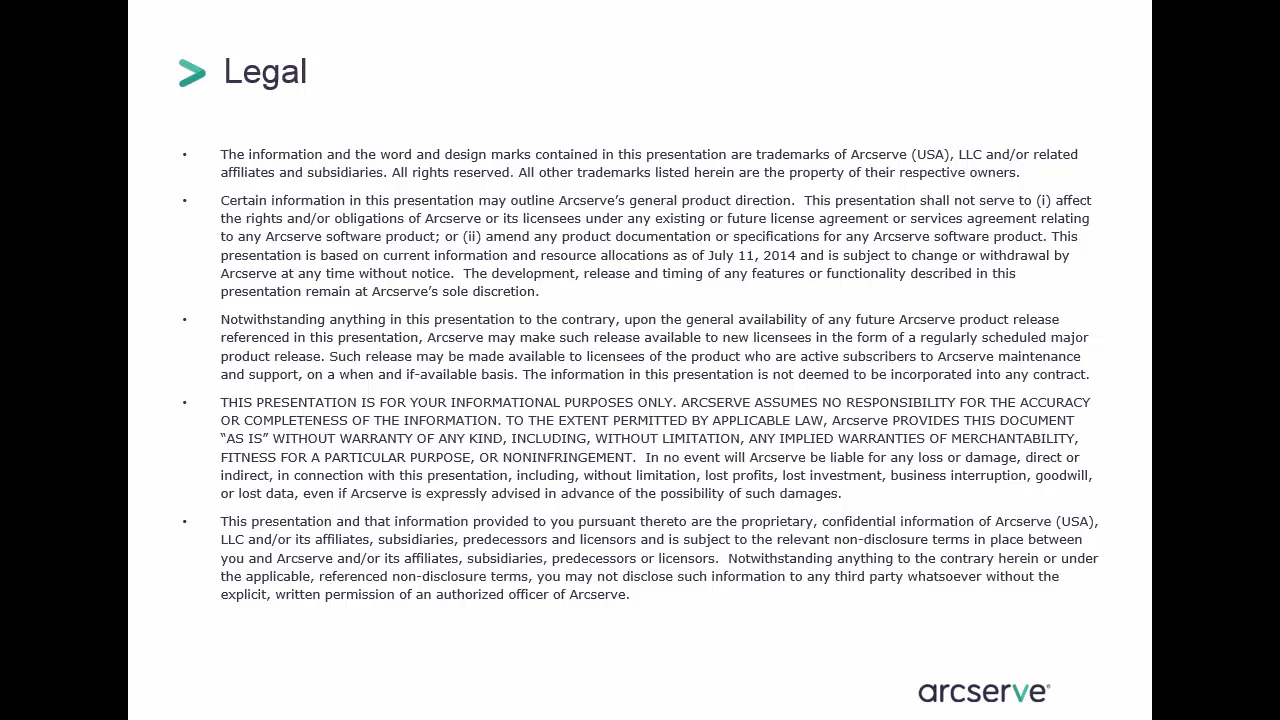 Legal
• The information and the word and design marks contained in this presentation are trademarks of Arcserve (USA), LLC and/or related
affiliates and subsidiaries. All rights reserved. All other trademarks listed herein are the property of their respective owners.
• Certain information in this presentation may outline Arcserve’s general product direction.  This presentation shall not serve to (i) affect
the rights and/or obligations of Arcserve or its licensees under any existing or future license agreement or services agreement relating
to any Arcserve software product; or (ii) amend any product documentation or specifications for any Arcserve software product. This
presentation is based on current information and resource allocations as of July 11, 2014 and is subject to change or withdrawal by
Arcserve at any time without notice.  The development, release and timing of any features or functionality described in this
presentation remain at Arcserve’s sole discretion.
• Notwithstanding anything in this presentation to the contrary, upon the general availability of any future Arcserve product release
referenced in this presentation, Arcserve may make such release available to new licensees in the form of a regularly scheduled major
product release. Such release may be made available to licensees of the product who are active subscribers to Arcserve maintenance
and support, on a when and if-available basis. The information in this presentation is not deemed to be incorporated into any contract.
• THIS PRESENTATION IS FOR YOUR INFORMATIONAL PURPOSES ONLY. ARCSERVE ASSUMES NO RESPONSIBILITY FOR THE ACCURACY
OR COMPLETENESS OF THE INFORMATION. TO THE EXTENT PERMITTED BY APPLICABLE LAW, Arcserve PROVIDES THIS DOCUMENT
“AS IS” WITHOUT WARRANTY OF ANY KIND, INCLUDING, WITHOUT LIMITATION, ANY IMPLIED WARRANTIES OF MERCHANTABILITY,
FITNESS FOR A PARTICULAR PURPOSE, OR NONINFRINGEMENT.  In no event will Arcserve be liable for any loss or damage, direct or
indirect, in connection with this presentation, including, without limitation, lost profits, lost investment, business interruption, goodwill,
or lost data, even if Arcserve is expressly advised in advance of the possibility of such damages.
• This presentation and that information provided to you pursuant thereto are the proprietary, confidential information of Arcserve (USA),
LLC and/or its affiliates, subsidiaries, predecessors and licensors and is subject to the relevant non-disclosure terms in place between
you and Arcserve and/or its affiliates, subsidiaries, predecessors or licensors.  Notwithstanding anything to the contrary herein or under
the applicable, referenced non-disclosure terms, you may not disclose such information to any third party whatsoever without the
explicit, written permission of an authorized officer of Arcserve.
arcserve®